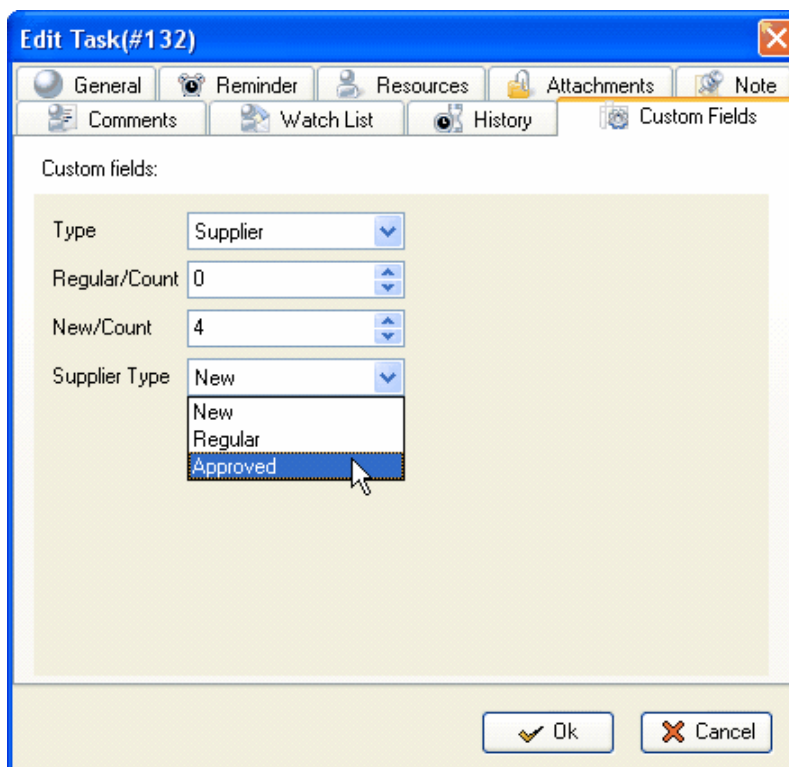 Edit Task(#132)
General Reminder Resources Attachments Note
Comments Watch List History Custom Fields
Custom fields:
Type Supplier
Regular/Count 0
New/Count 4
Supplier Type New
New
Regular
Approved
Ok Cancel